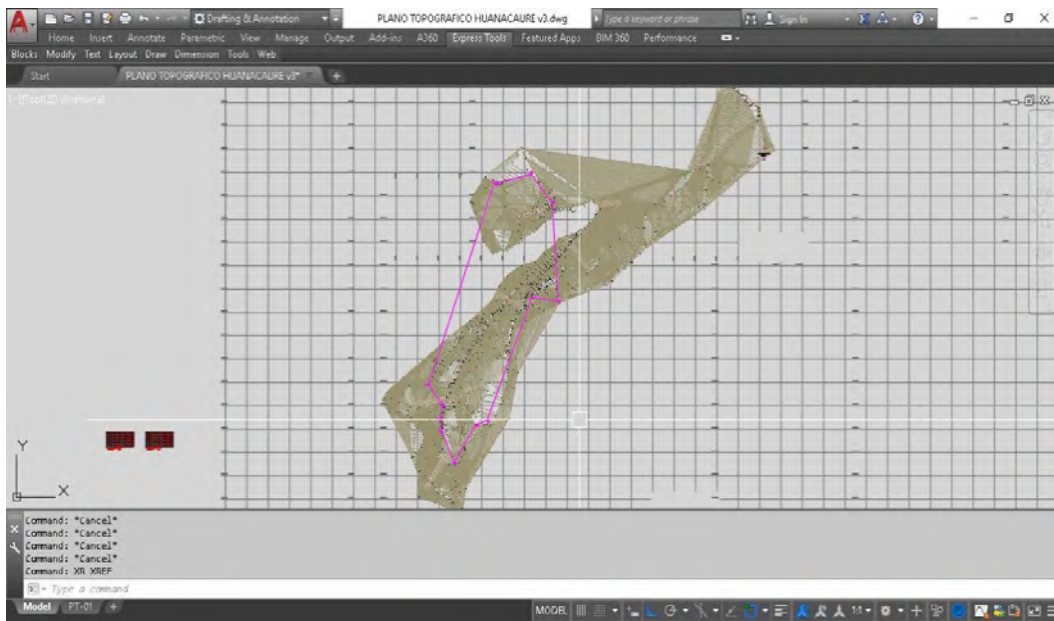 Drafting & Annotation PLANO TOPOGRAFICO HUANACAURE v3.dwg Type a keyword or phrase Sign In
Home Insert Annotate Parametric View Manage Output Add-ins A360 Express Tools Featured Apps BIM 360 Performance
Blocks Modify Text Layout Draw Dimension Tools Web
Start PLANO TOPOGRAFICO HUANACAURE v3*
[-][Top][2D Wireframe]
Y
X
Command: *Cancel*
Command: *Cancel*
Command: *Cancel*
Command: *Cancel*
Command: XR XREF
Type a command
Model PT-01 + MODEL 1:1